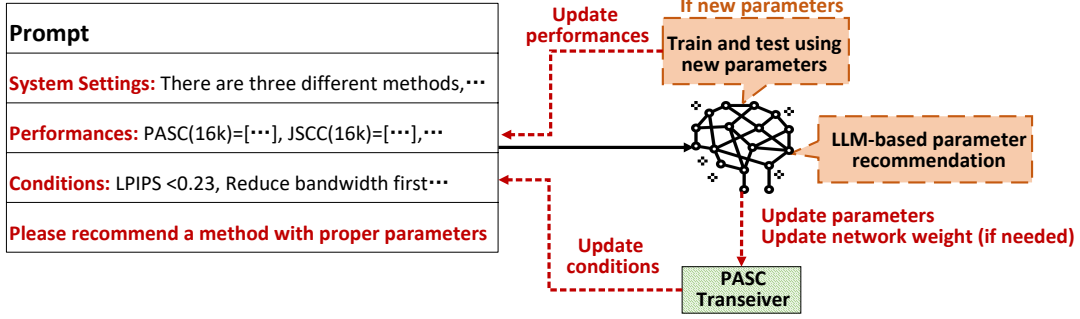 Prompt
System Settings: There are three different methods,⋯
Performances: PASC(16k)=[⋯], JSCC(16k)=[⋯],⋯
Conditions: LPIPS <0.23, Reduce bandwidth first⋯
Please recommend a method with proper parameters
Update
performances
If new parameters
Train and test using
new parameters
LLM-based parameter
recommendation
Update parameters
Update network weight (if needed)
Update
conditions
PASC
Transeiver